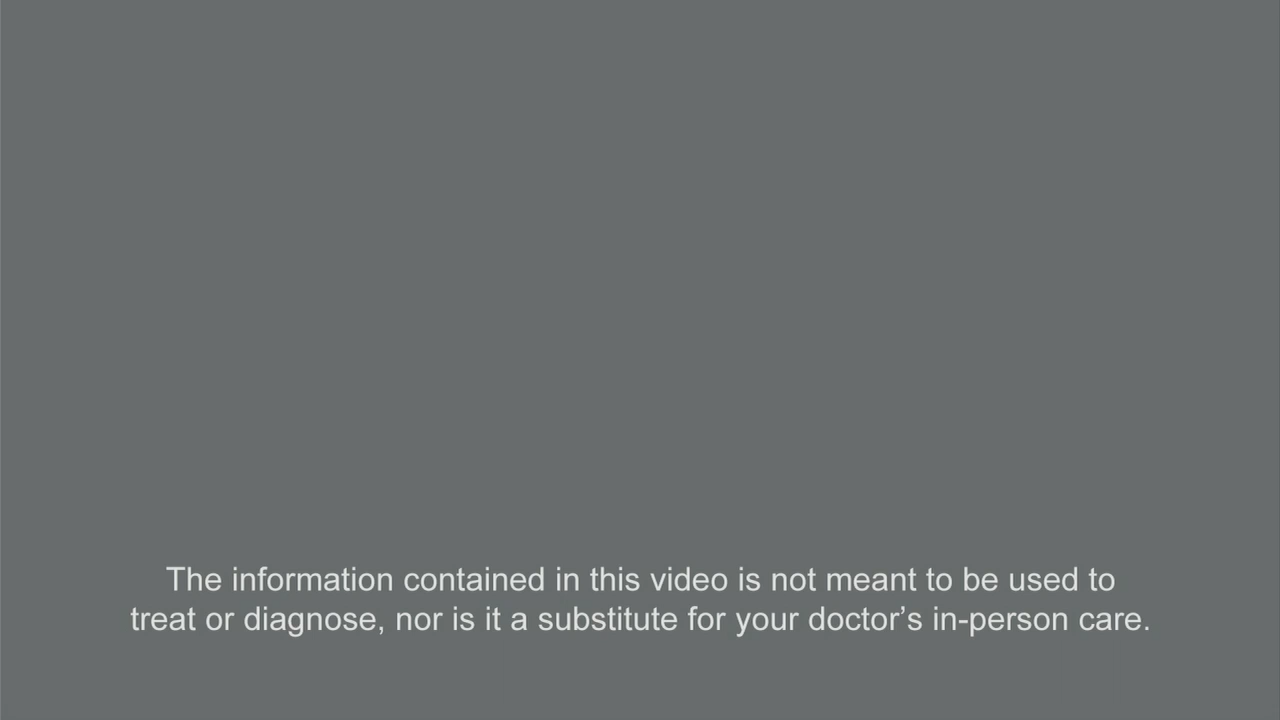 The information contained in this video is not meant to be used to
treat or diagnose, nor is it a substitute for your doctor’s in-person care.